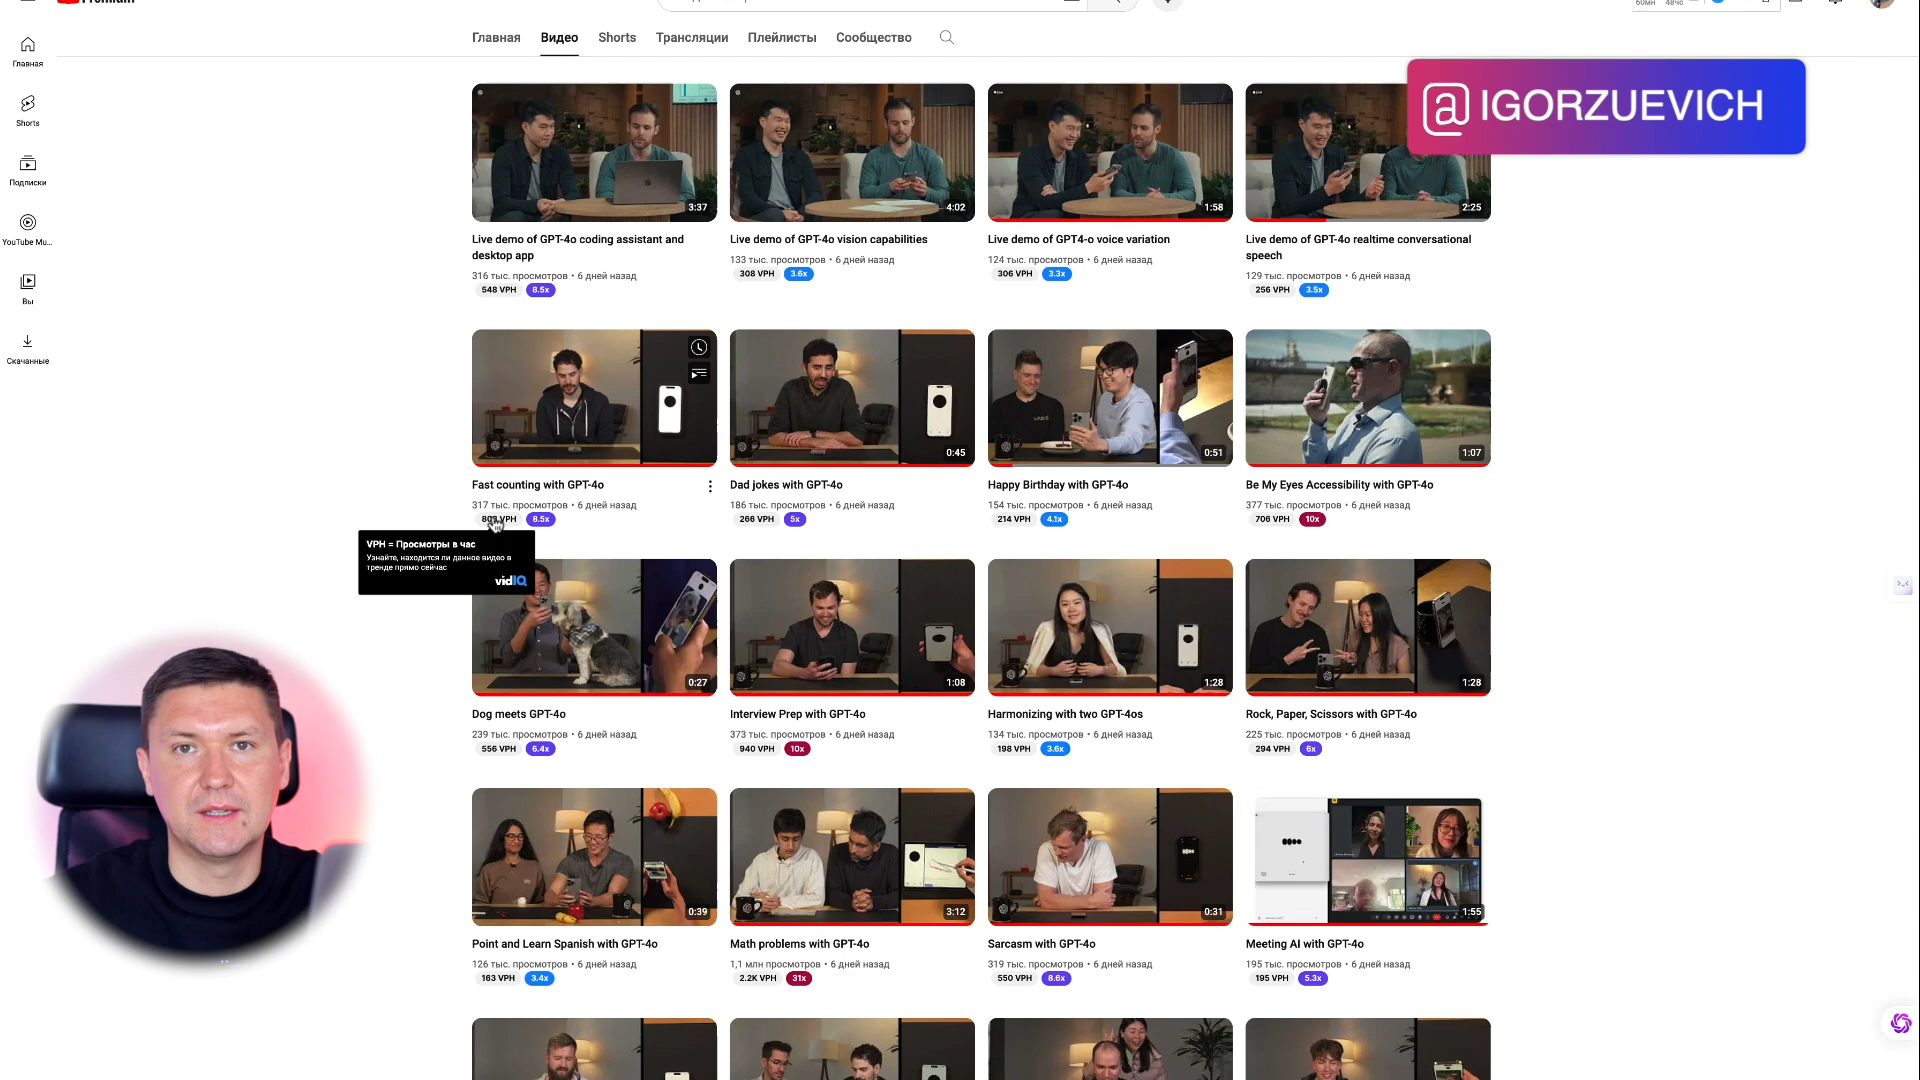 Premium
60мн 48чс
Главная
Видео
Shorts
Трансляции
Плейлисты
Сообщество
Главная
Shorts
Подписки
YouTube Mu...
Вы
Скачанные
@IGORZUEVICH
3:37
4:02
1:58
2:25
Live demo of GPT-4o coding assistant and
desktop app
316 тыс. просмотров • 6 дней назад
548 VPH 8.5x
Live demo of GPT-4o vision capabilities
133 тыс. просмотров • 6 дней назад
308 VPH 3.6x
Live demo of GPT4-o voice variation
124 тыс. просмотров • 6 дней назад
306 VPH 3.3x
Live demo of GPT-4o realtime conversational
speech
129 тыс. просмотров • 6 дней назад
256 VPH 3.5x
0:45
0:51
1:07
Fast counting with GPT-4o
317 тыс. просмотров • 6 дней назад
VPH 8.5x
Dad jokes with GPT-4o
186 тыс. просмотров • 6 дней назад
266 VPH 5x
Happy Birthday with GPT-4o
154 тыс. просмотров • 6 дней назад
214 VPH 4.1x
Be My Eyes Accessibility with GPT-4o
377 тыс. просмотров • 6 дней назад
706 VPH 10x
VPH = Просмотры в час
Узнайте, находится ли данное видео в
тренде прямо сейчас
vidIQ
0:27
1:08
1:28
1:28
Dog meets GPT-4o
239 тыс. просмотров • 6 дней назад
556 VPH 6.4x
Interview Prep with GPT-4o
373 тыс. просмотров • 6 дней назад
940 VPH 10x
Harmonizing with two GPT-4os
134 тыс. просмотров • 6 дней назад
198 VPH 3.6x
Rock, Paper, Scissors with GPT-4o
225 тыс. просмотров • 6 дней назад
294 VPH 6x
0:39
3:12
0:31
1:55
Point and Learn Spanish with GPT-4o
126 тыс. просмотров • 6 дней назад
163 VPH 3.4x
Math problems with GPT-4o
1,1 млн просмотров • 6 дней назад
2.2K VPH 31x
Sarcasm with GPT-4o
319 тыс. просмотров • 6 дней назад
550 VPH 8.6x
Meeting AI with GPT-4o
195 тыс. просмотров • 6 дней назад
195 VPH 5.3x